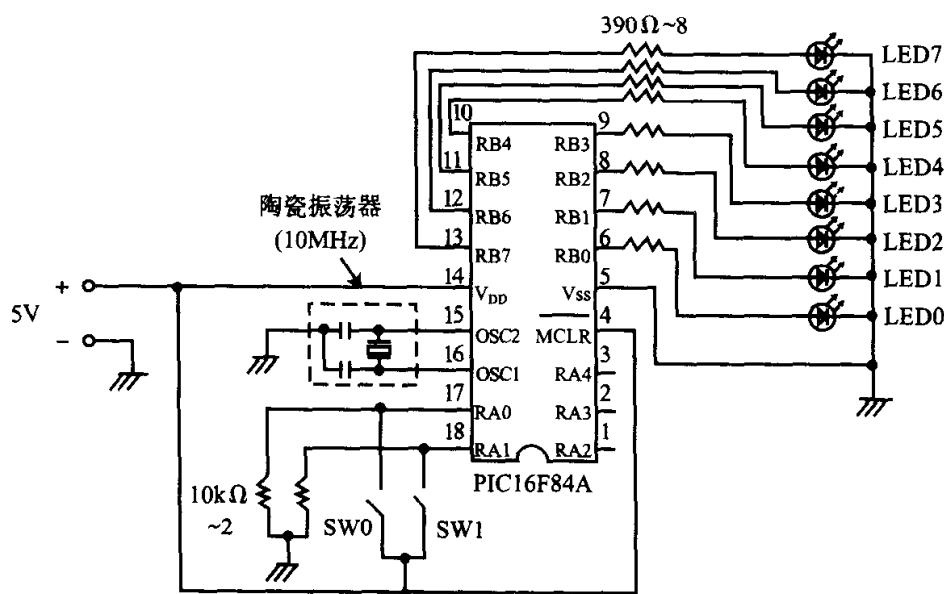 390Ω~8
LED7
LED6
LED5
LED4
LED3
LED2
LED1
LED0
陶瓷振荡器
(10MHz)
+
5V
−
10
RB4
RB3
9
11
RB5
RB2
8
12
RB6
RB1
7
13
RB7
RB0
6
14
VDD
VSS
5
15
OSC2
MCLR
4
16
OSC1
RA4
3
17
RA0
RA3
2
18
RA1
RA2
1
PIC16F84A
10kΩ
~2
SW0
SW1